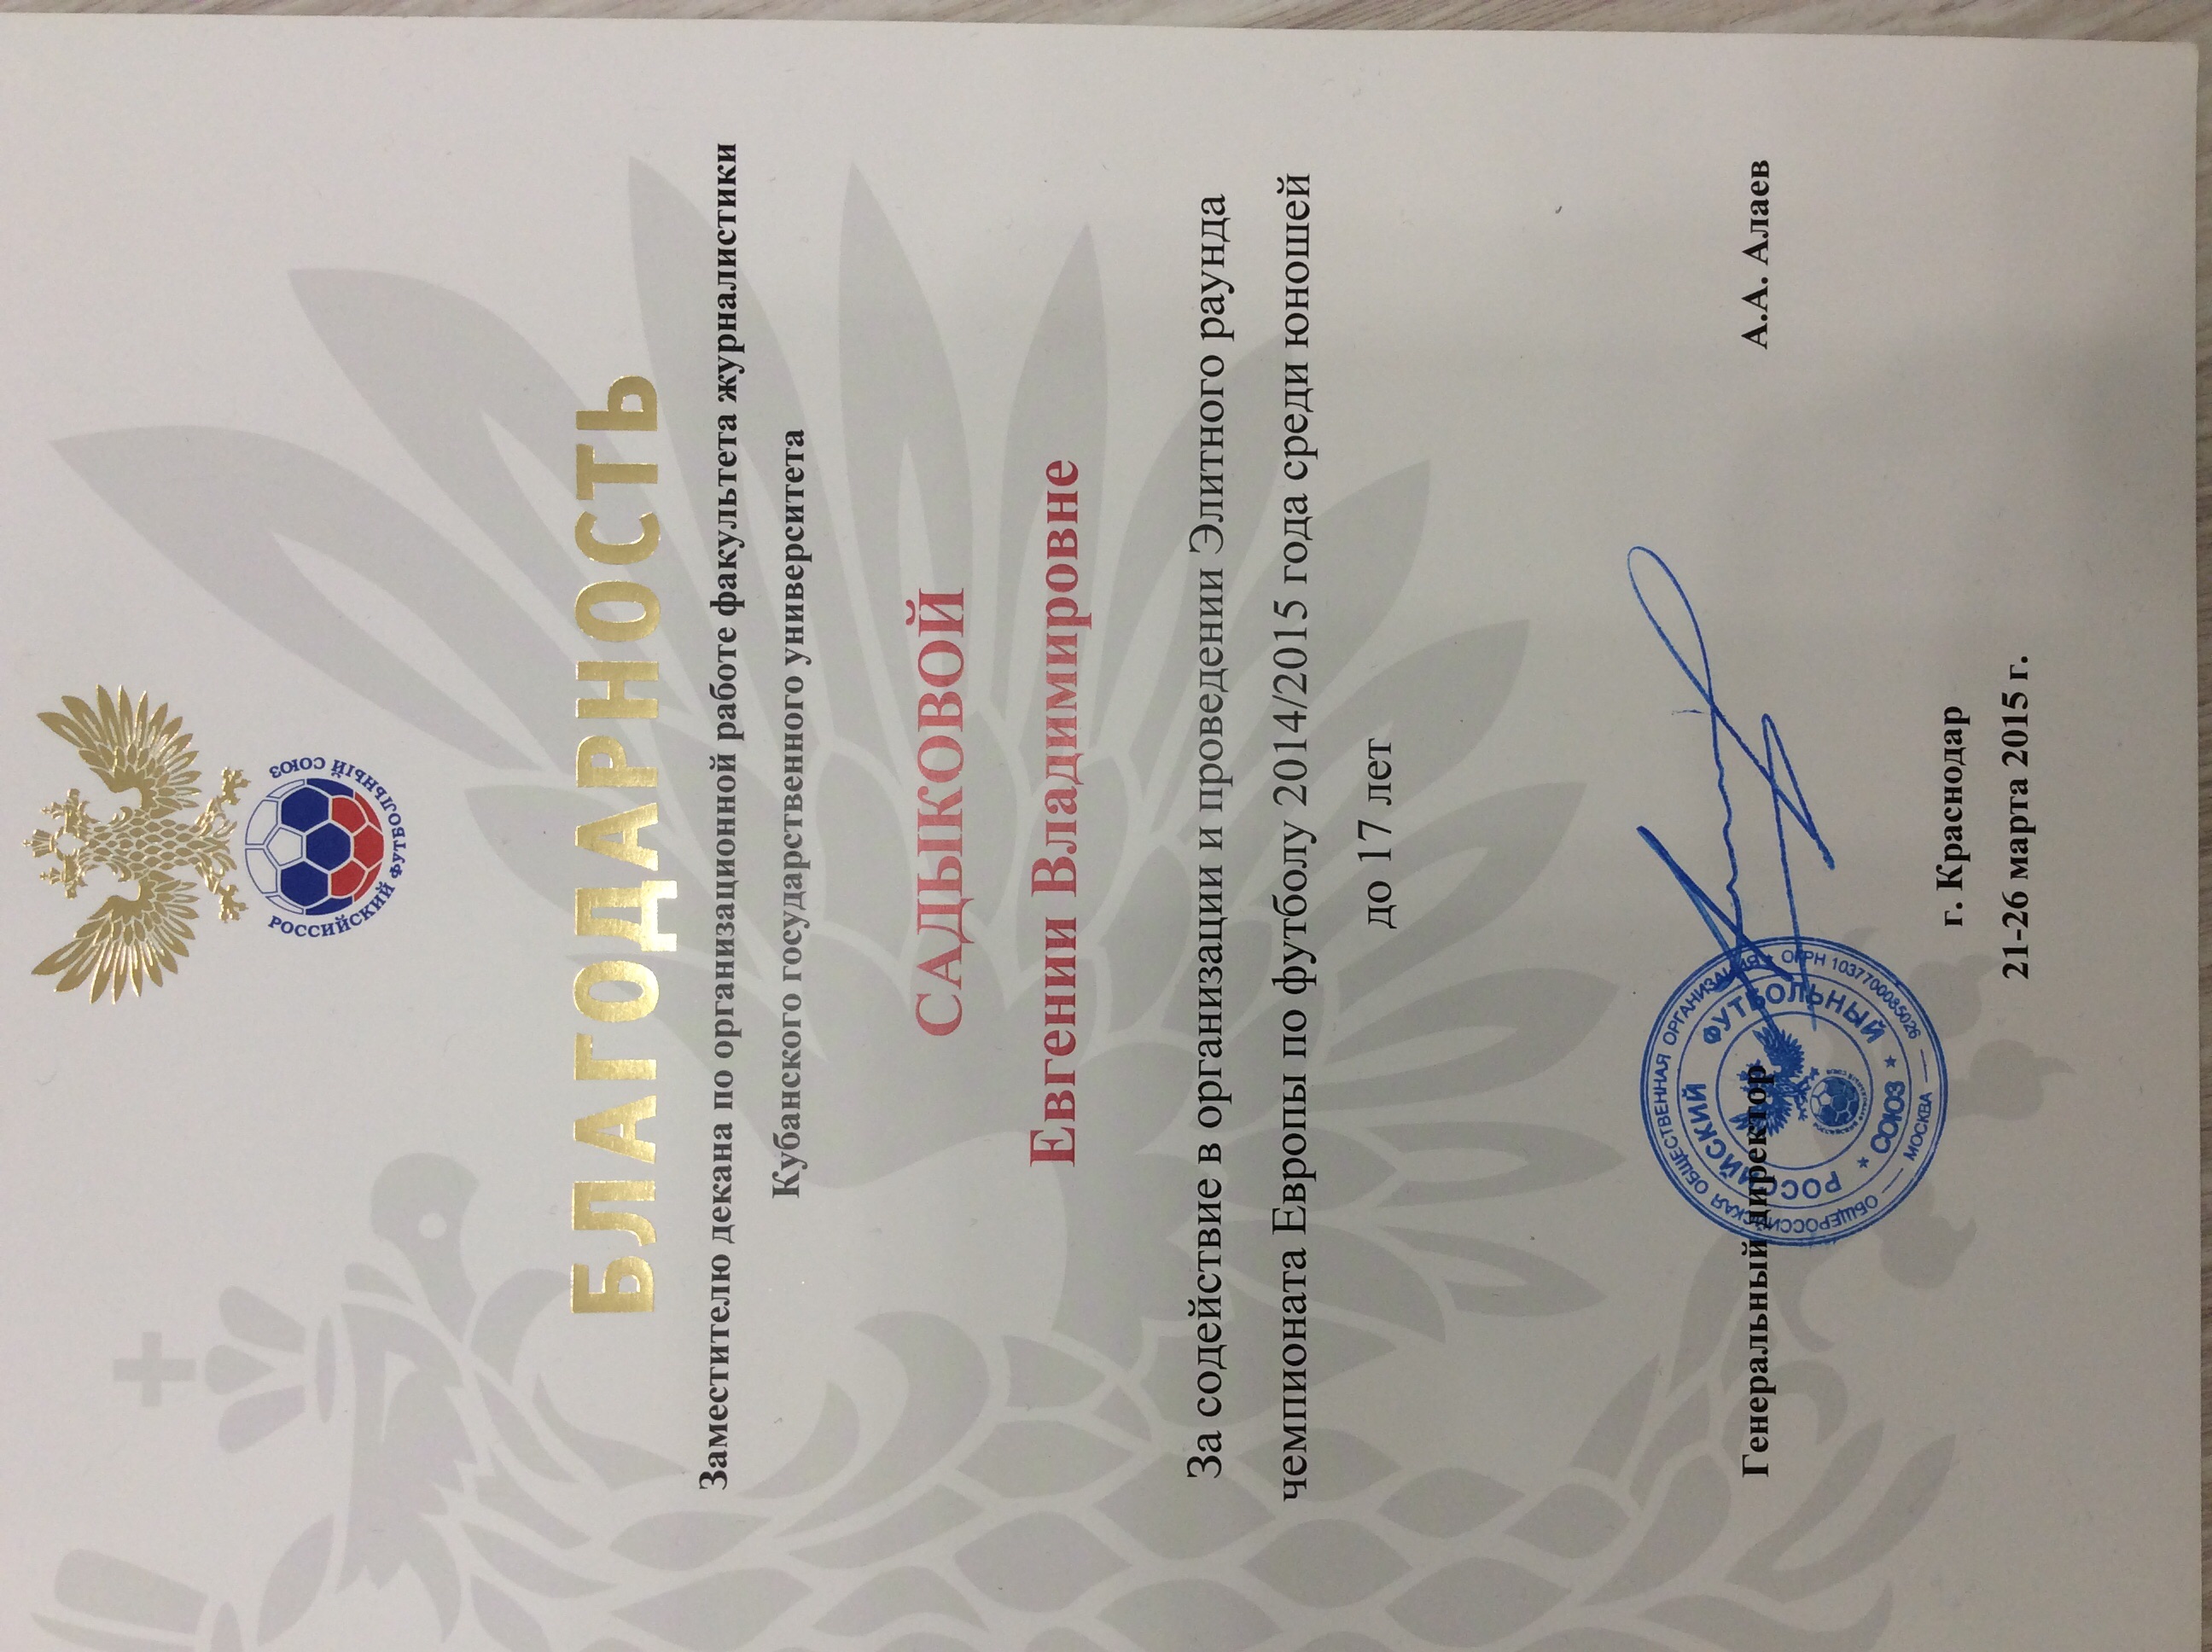 РОССИЙСКИЙ ФУТБОЛЬНЫЙ СОЮЗ
БЛАГОДАРНОСТЬ
Заместителю декана по организационной работе факультета журналистики
Кубанского государственного университета
САДЫКОВОЙ
Евгении Владимировне
За содействие в организации и проведении Элитного раунда
чемпионата Европы по футболу 2014/2015 года среди юношей
до 17 лет
Генеральный директор
А.А. Алаев
ОБЩЕРОССИЙСКАЯ ОБЩЕСТВЕННАЯ ОРГАНИЗАЦИЯ * ОГРН 1037700085026 — МОСКВА —
РОССИЙСКИЙ ФУТБОЛЬНЫЙ * СОЮЗ *
г. Краснодар
21-26 марта 2015 г.